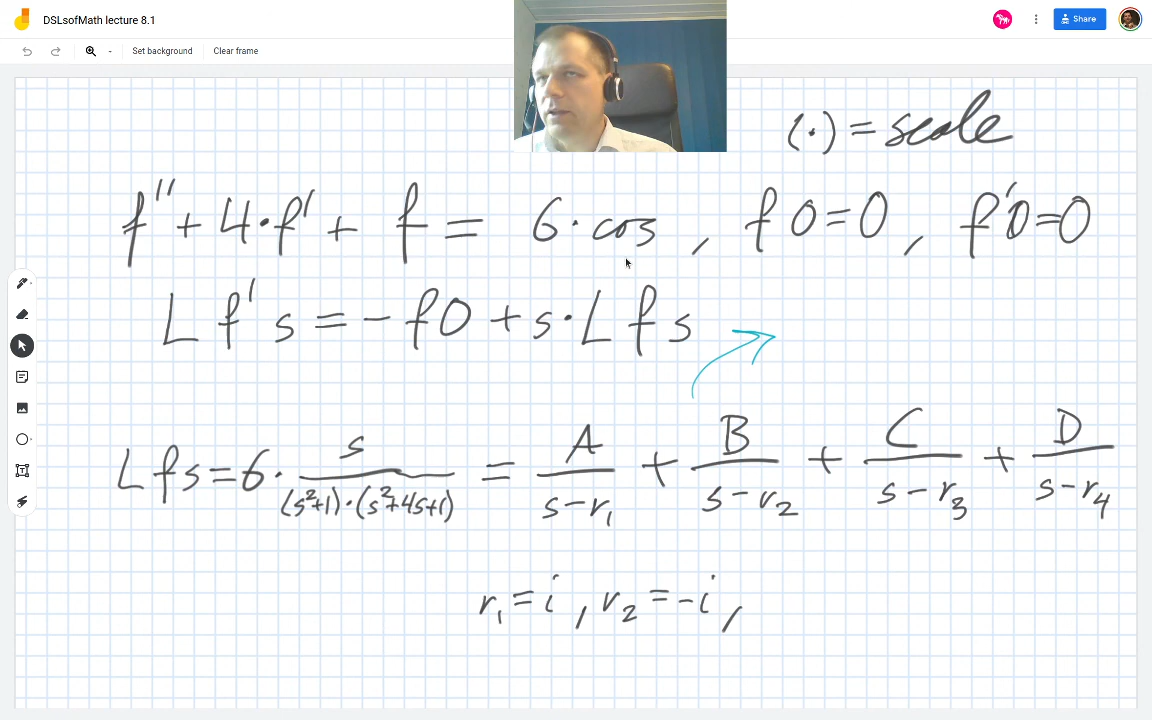 DSLsofMath lecture 8.1
Share
Set background
Clear frame
(·) = scale
f'' + 4·f' + f = 6·cos, f 0=0, f'0=0
L f' s = - f 0 + s·L f s
L f s = 6· s/((s²+1)·(s²+4s+1)) = A/(s-r₁) + B/(s-r₂) + C/(s-r₃) + D/(s-r₄)
r₁ = i, r₂ = -i,